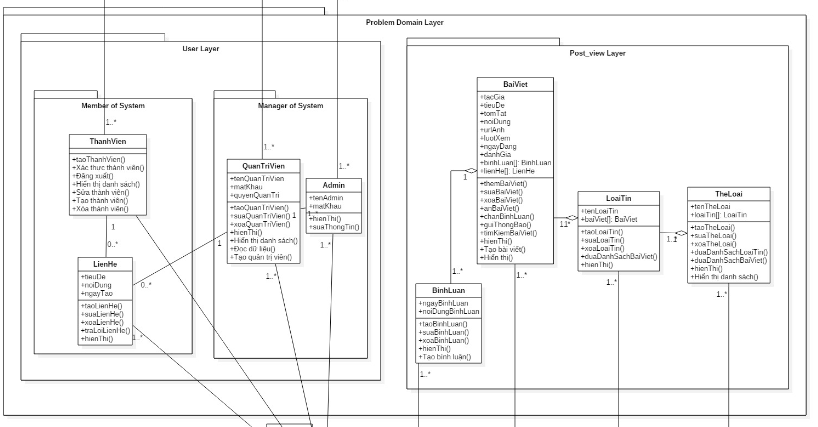 Problem Domain Layer
User Layer
Post_view Layer
Member of System
Manager of System
1..*
ThanhVien
+taoThanhVien()
+Xác thực thành viên()
+Đăng xuất()
+Hiển thị danh sách()
+Sửa thành viên()
+Tạo thành viên()
+Xóa thành viên()
1
0..*
LienHe
+tieuDe
+noiDung
+ngayTao
+taoLienHe()
+suaLienHe()
+xoaLienHe()
+traLoiLienHe()
+hienThi()
1..*
0..*
1
1..*
QuanTriVien
+tenQuanTriVien
+matKhau
+quyenQuanTri
+taoQuanTriVien()
+suaQuanTriVien()
+xoaQuanTriVien()
+hienThi()
+Hiển thị danh sách()
+Đọc dữ liệu()
+Tạo quản trị viên()
1
1..*
1..*
1..*
Admin
+tenAdmin
+matKhau
+hienThi()
+suaThongTin()
1..*
BaiViet
+tacGia
+tieuDe
+tomTat
+noiDung
+urlAnh
+luotXem
+ngayDang
+danhGia
+binhLuan[]: BinhLuan
+lienHe[]: LienHe
+themBaiViet()
+suaBaiViet()
+xoaBaiViet()
+anBaiViet()
+chanBinhLuan()
+guiThongBao()
+timKiemBaiViet()
+hienThi()
+Tạo bài viết()
+Hiển thị()
1
1..*
1..*
BinhLuan
+ngayBinhLuan
+noiDungBinhLuan
+taoBinhLuan()
+suaBinhLuan()
+xoaBinhLuan()
+hienThi()
+Tạo bình luận()
1..*
LoaiTin
+tenLoaiTin
+baiViet[]: BaiViet
+taoLoaiTin()
+suaLoaiTin()
+xoaLoaiTin()
+duaDanhSachBaiViet()
+hienThi()
1..*
TheLoai
+tenTheLoai
+loaiTin[]: LoaiTin
+taoTheLoai()
+suaTheLoai()
+xoaTheLoai()
+duaDanhSachLoaiTin()
+hienThi()
+Hiển thị danh sách()
1..*